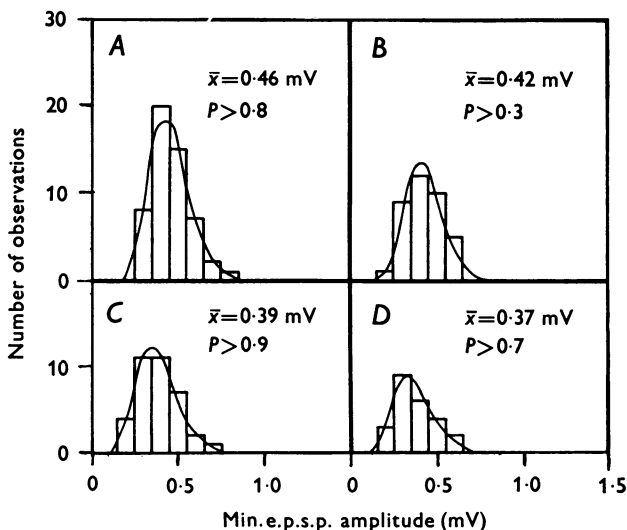 30
20
10
0
10
0
Number of observations
A
x̄=0·46 mV
P>0·8
B
x̄=0·42 mV
P>0·3
C
x̄=0·39 mV
P>0·9
D
x̄=0·37 mV
P>0·7
0 0·5 1·0 0 0·5 1·0 1·5
Min. e.p.s.p. amplitude (mV)